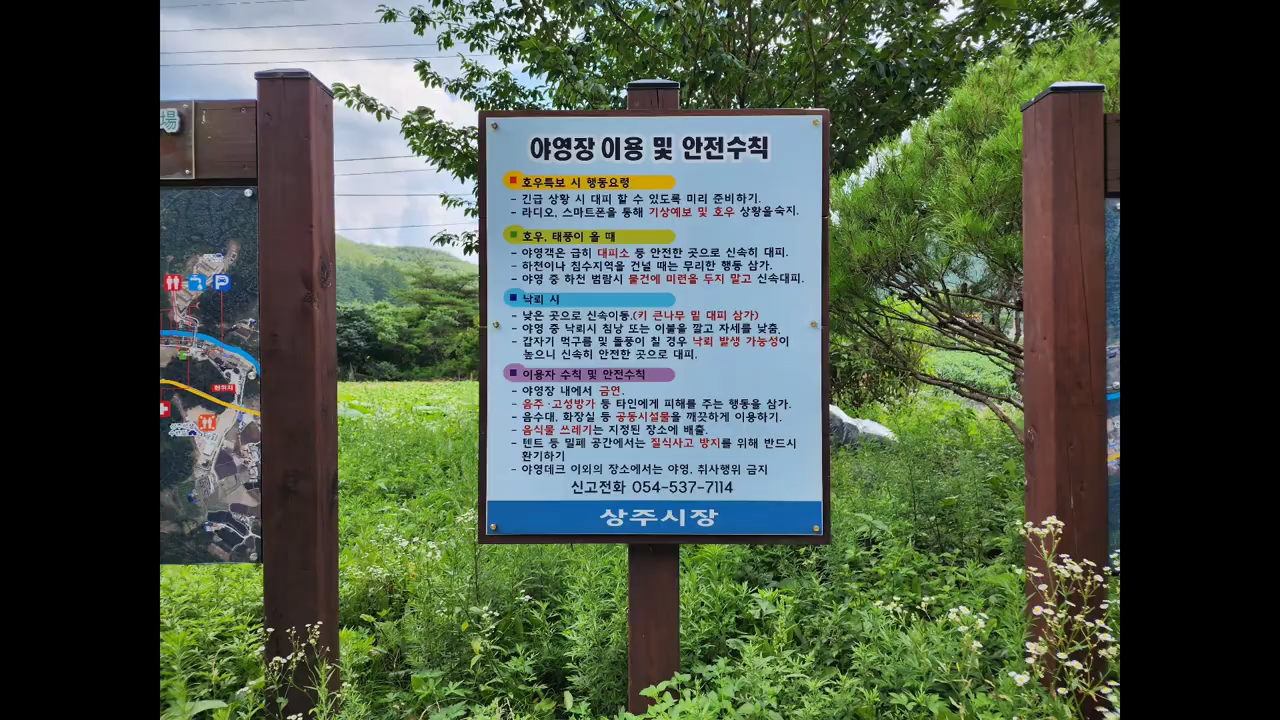 場
P
현위치
야영장 이용 및 안전수칙
호우특보 시 행동요령
- 긴급 상황 시 대피 할 수 있도록 미리 준비하기.
- 라디오, 스마트폰을 통해 기상예보 및 호우 상황을숙지.
호우, 태풍이 올 때
- 야영객은 급히 대피소 등 안전한 곳으로 신속히 대피.
- 하천이나 침수지역을 건널 때는 무리한 행동 삼가.
- 야영 중 하천 범람시 물건에 미련을 두지 말고 신속대피.
낙뢰 시
- 낮은 곳으로 신속이동.(키 큰나무 밑 대피 삼가)
- 야영 중 낙뢰시 침낭 또는 이불을 깔고 자세를 낮춤.
- 갑자기 먹구름 및 돌풍이 칠 경우 낙뢰 발생 가능성이
높으니 신속히 안전한 곳으로 대피.
이용자 수칙 및 안전수칙
- 야영장 내에서 금연.
- 음주·고성방가 등 타인에게 피해를 주는 행동을 삼가.
- 음수대, 화장실 등 공동시설물을 깨끗하게 이용하기.
- 음식물 쓰레기는 지정된 장소에 배출.
- 텐트 등 밀폐 공간에서는 질식사고 방지를 위해 반드시
환기하기
- 야영데크 이외의 장소에서는 야영, 취사행위 금지
신고전화 054-537-7114
상주시장